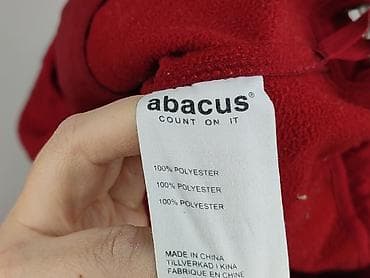 abacus®
COUNT ON IT
100% POLYESTER
100% POLYESTER
100% POLYESTER
MADE IN CHINA
TILLVERKAD I KINA
FABRIQUE EN CHINE